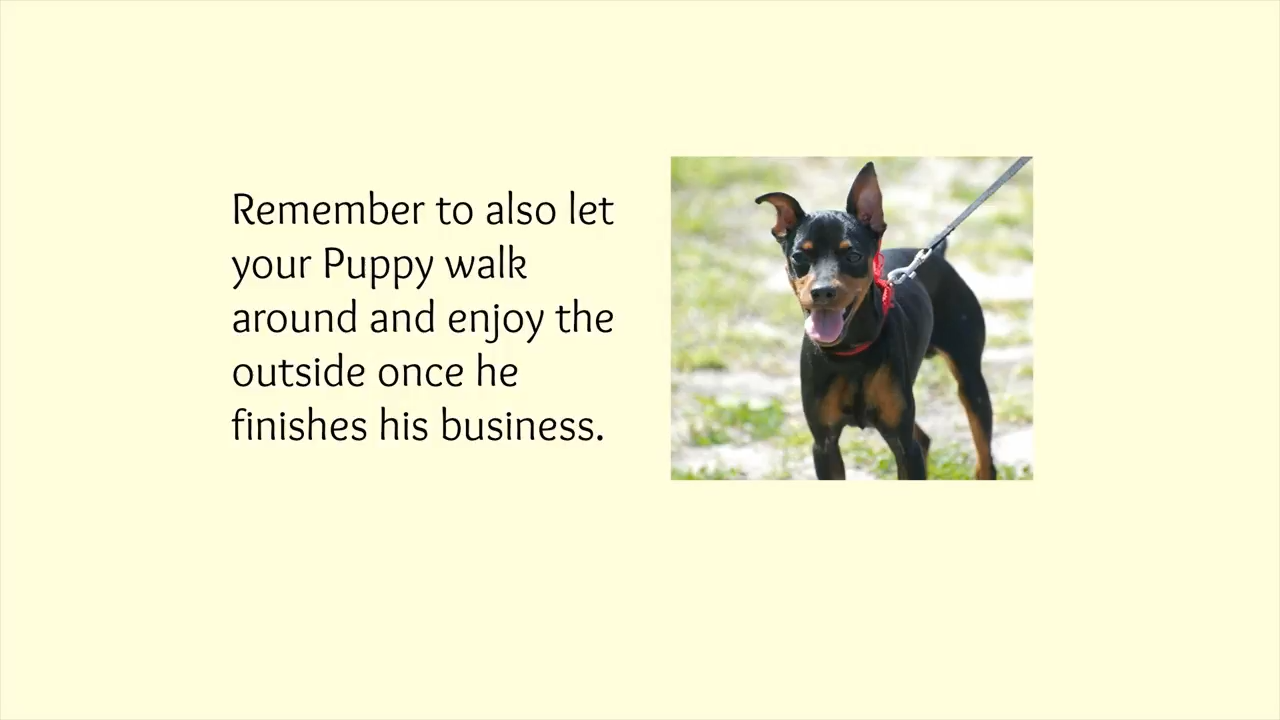 Remember to also let
your Puppy walk
around and enjoy the
outside once he
finishes his business.